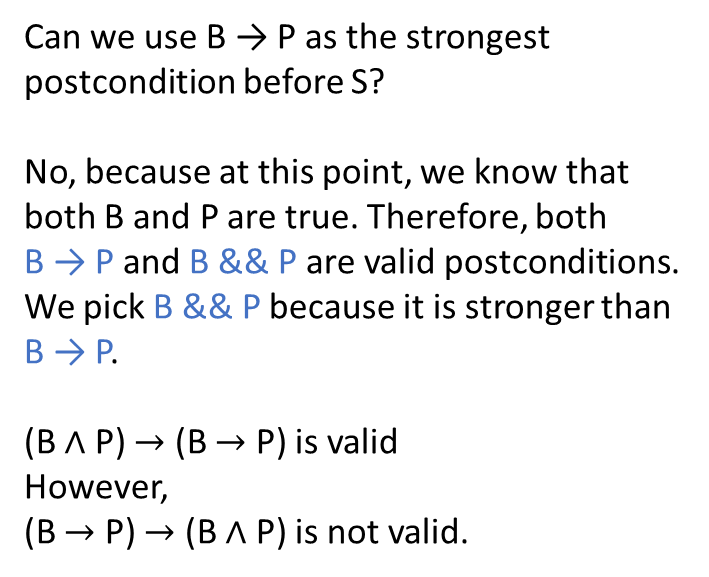 Can we use B → P as the strongest
postcondition before S?
No, because at this point, we know that
both B and P are true. Therefore, both
B → P and B && P are valid postconditions.
We pick B && P because it is stronger than
B → P.
(B ∧ P) → (B → P) is valid
However,
(B → P) → (B ∧ P) is not valid.